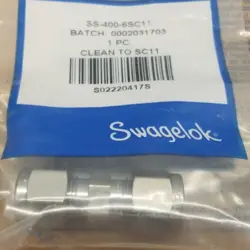 SS-400-6SC11
BATCH: 0002031703
1 PC
CLEAN TO SC11
S02220417S
Swagelok